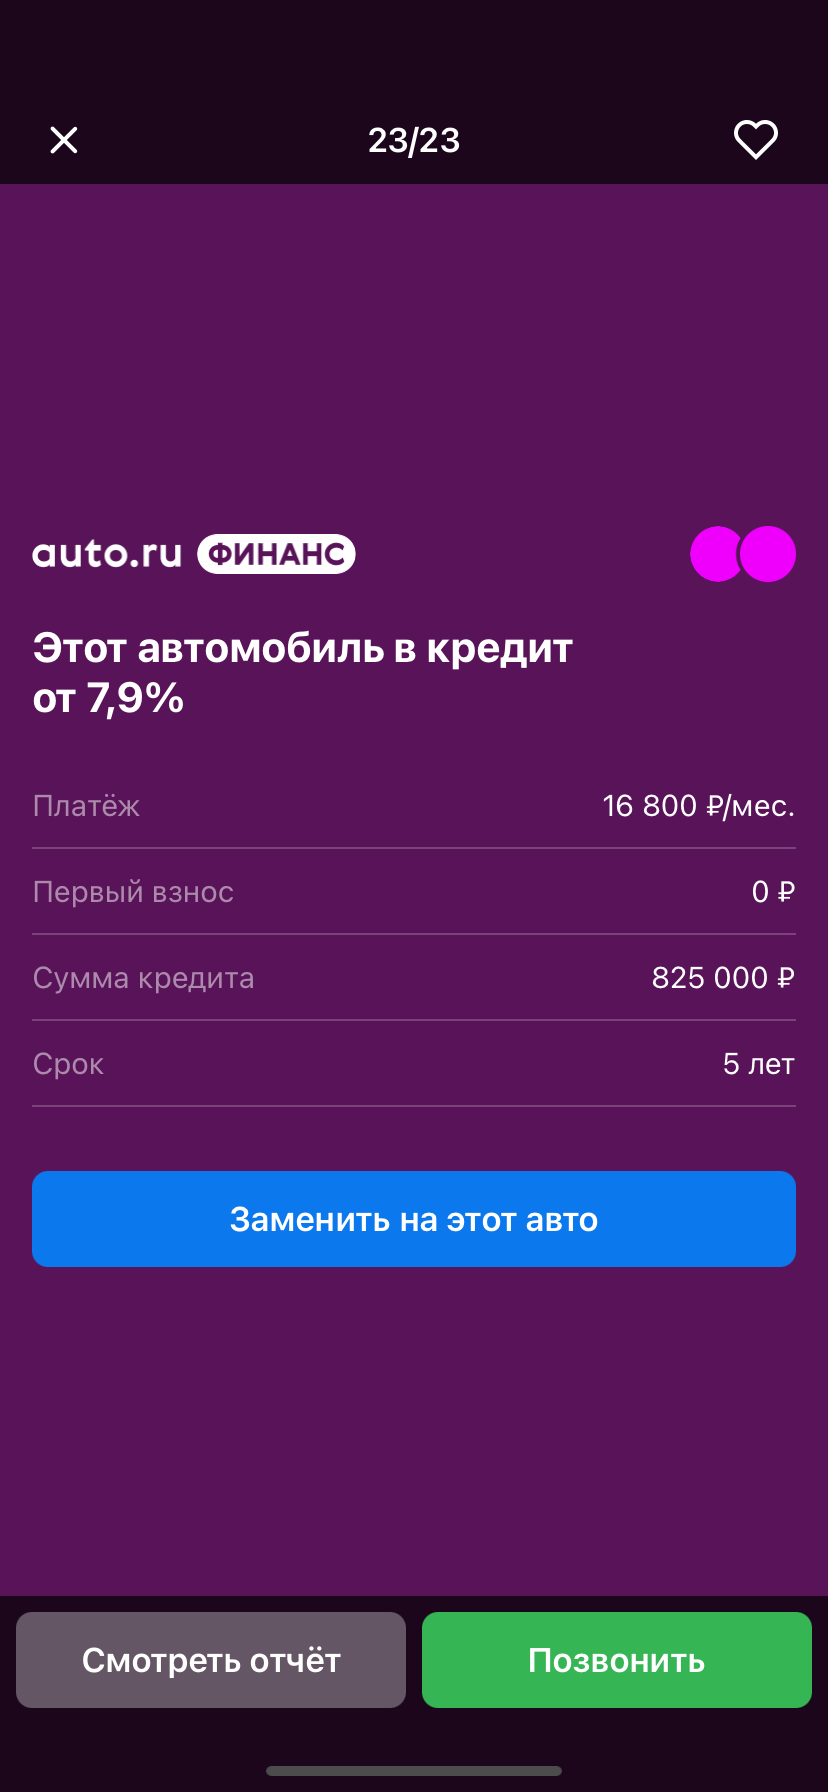 23/23
auto.ru ФИНАНС
Этот автомобиль в кредит
от 7,9%
Платёж 16 800 ₽/мес.
Первый взнос 0 ₽
Сумма кредита 825 000 ₽
Срок 5 лет
Заменить на этот авто
Смотреть отчёт Позвонить